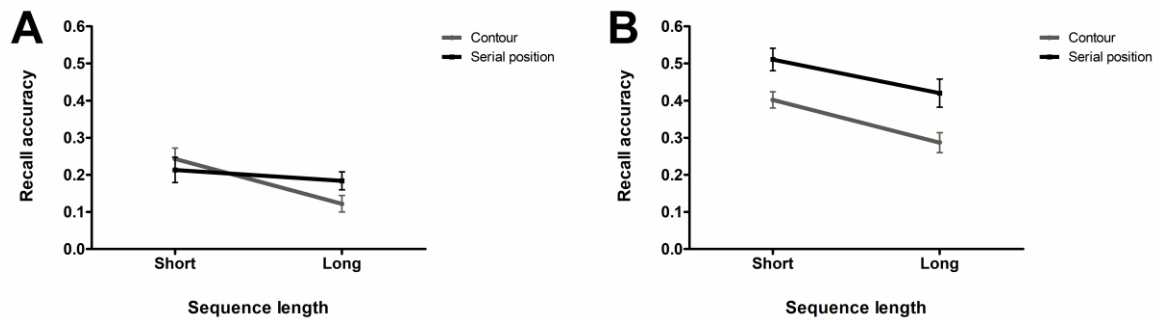 A
0.6
0.5
0.4
0.3
0.2
0.1
0.0
Recall accuracy
Short
Long
Sequence length
Contour
Serial position
B
0.6
0.5
0.4
0.3
0.2
0.1
0.0
Recall accuracy
Short
Long
Sequence length
Contour
Serial position